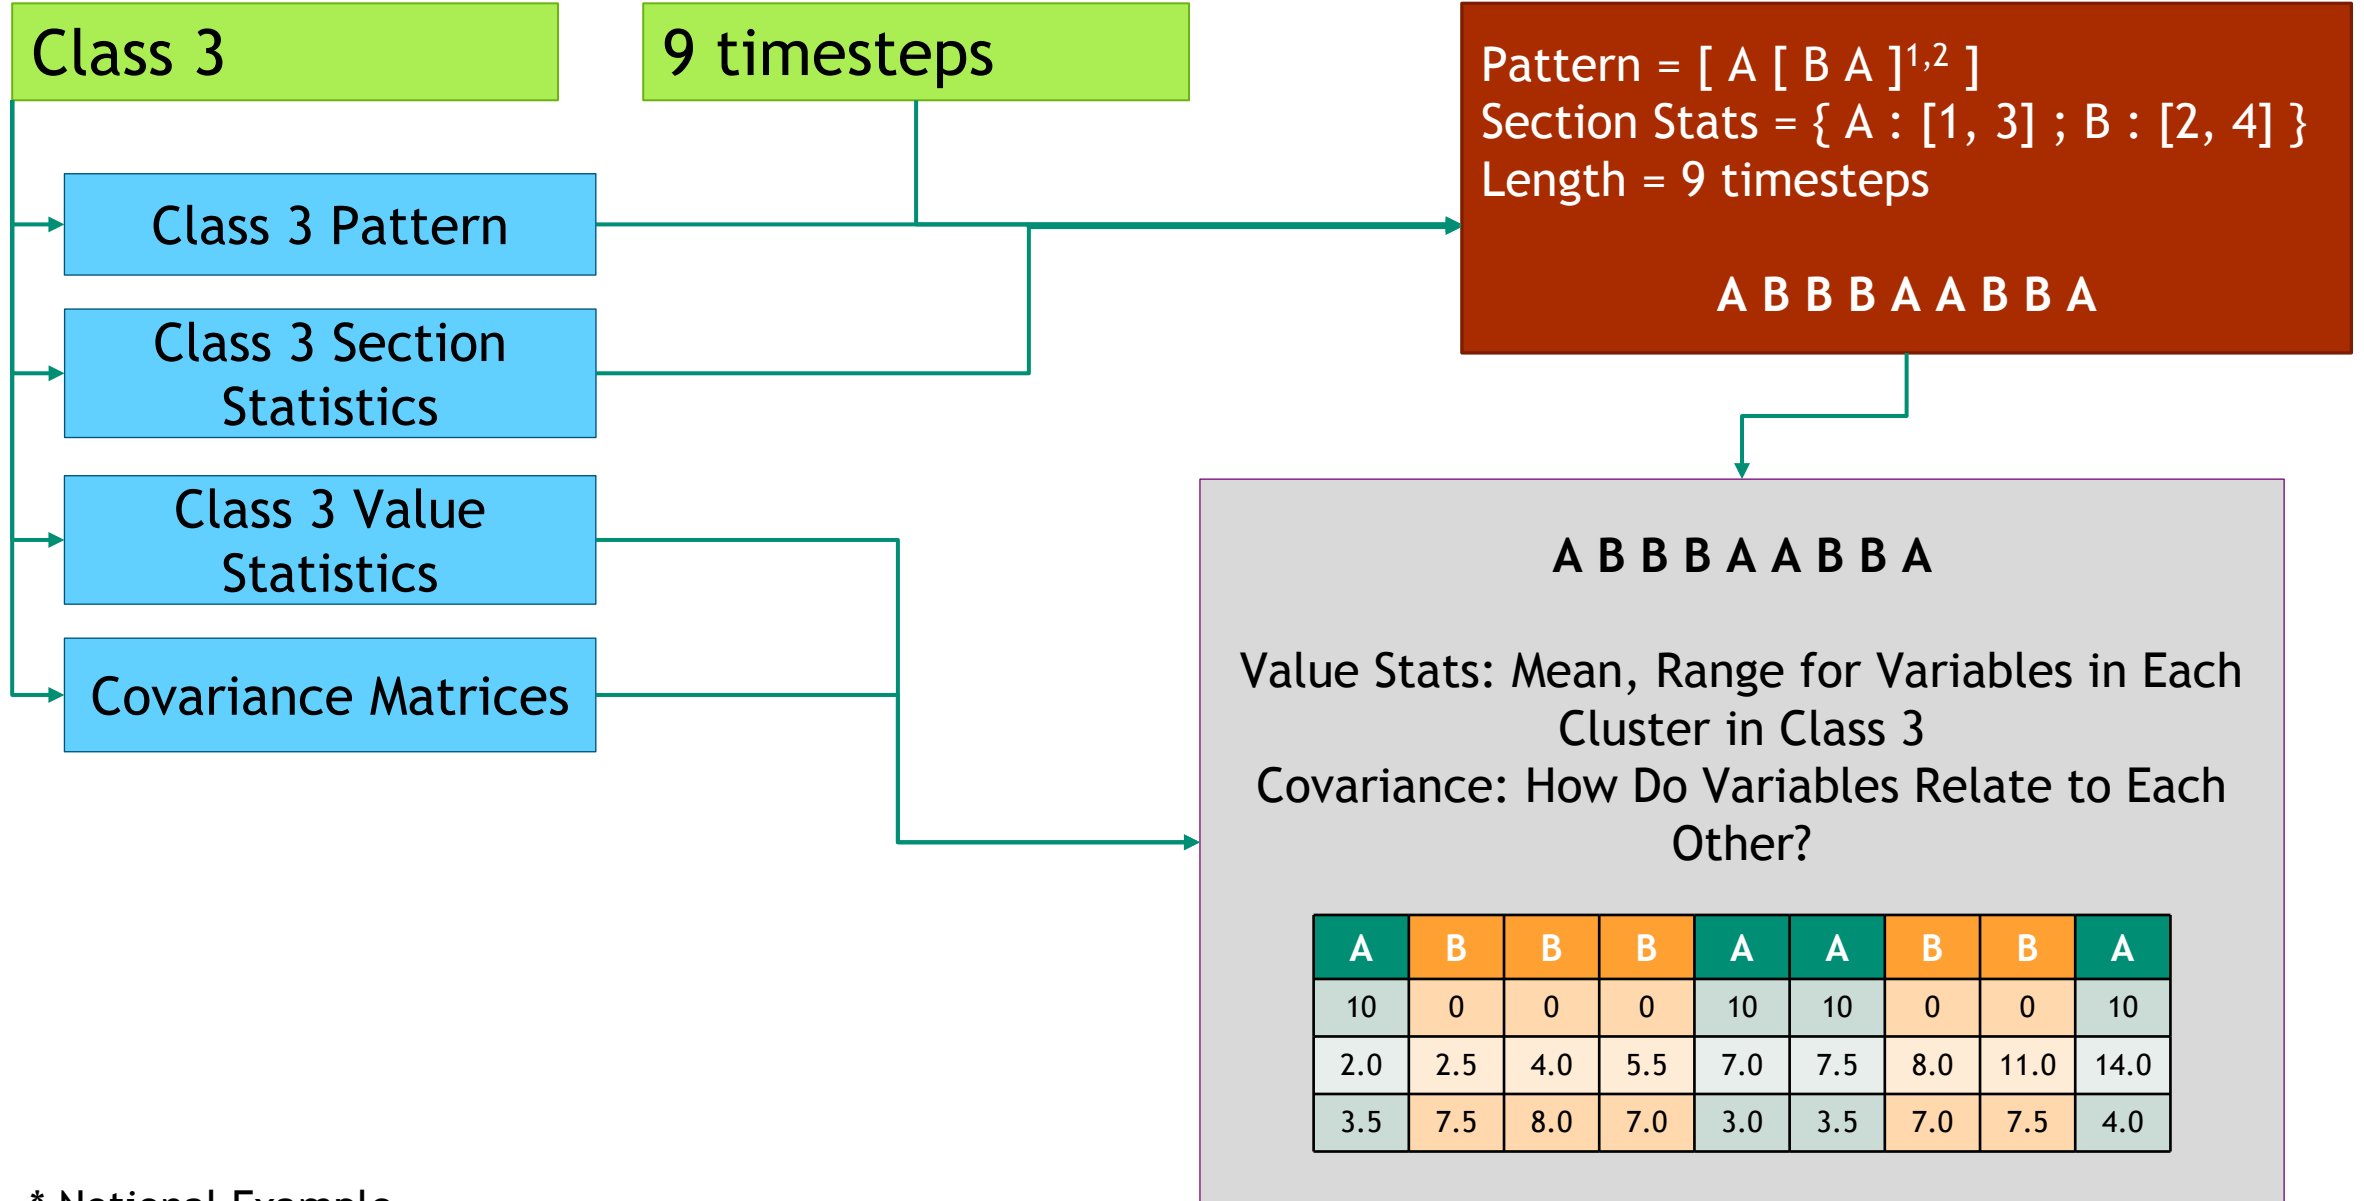 Class 3
9 timesteps
Pattern = [ A [ B A ]¹,² ]
Section Stats = { A : [1, 3] ; B : [2, 4] }
Length = 9 timesteps
A B B B A A B B A
Class 3 Pattern
Class 3 Section
Statistics
Class 3 Value
Statistics
Covariance Matrices
A B B B A A B B A
Value Stats: Mean, Range for Variables in Each
Cluster in Class 3
Covariance: How Do Variables Relate to Each
Other?
A B B B A A B B A
10 0 0 0 10 10 0 0 10
2.0 2.5 4.0 5.5 7.0 7.5 8.0 11.0 14.0
3.5 7.5 8.0 7.0 3.0 3.5 7.0 7.5 4.0
* Notional Example